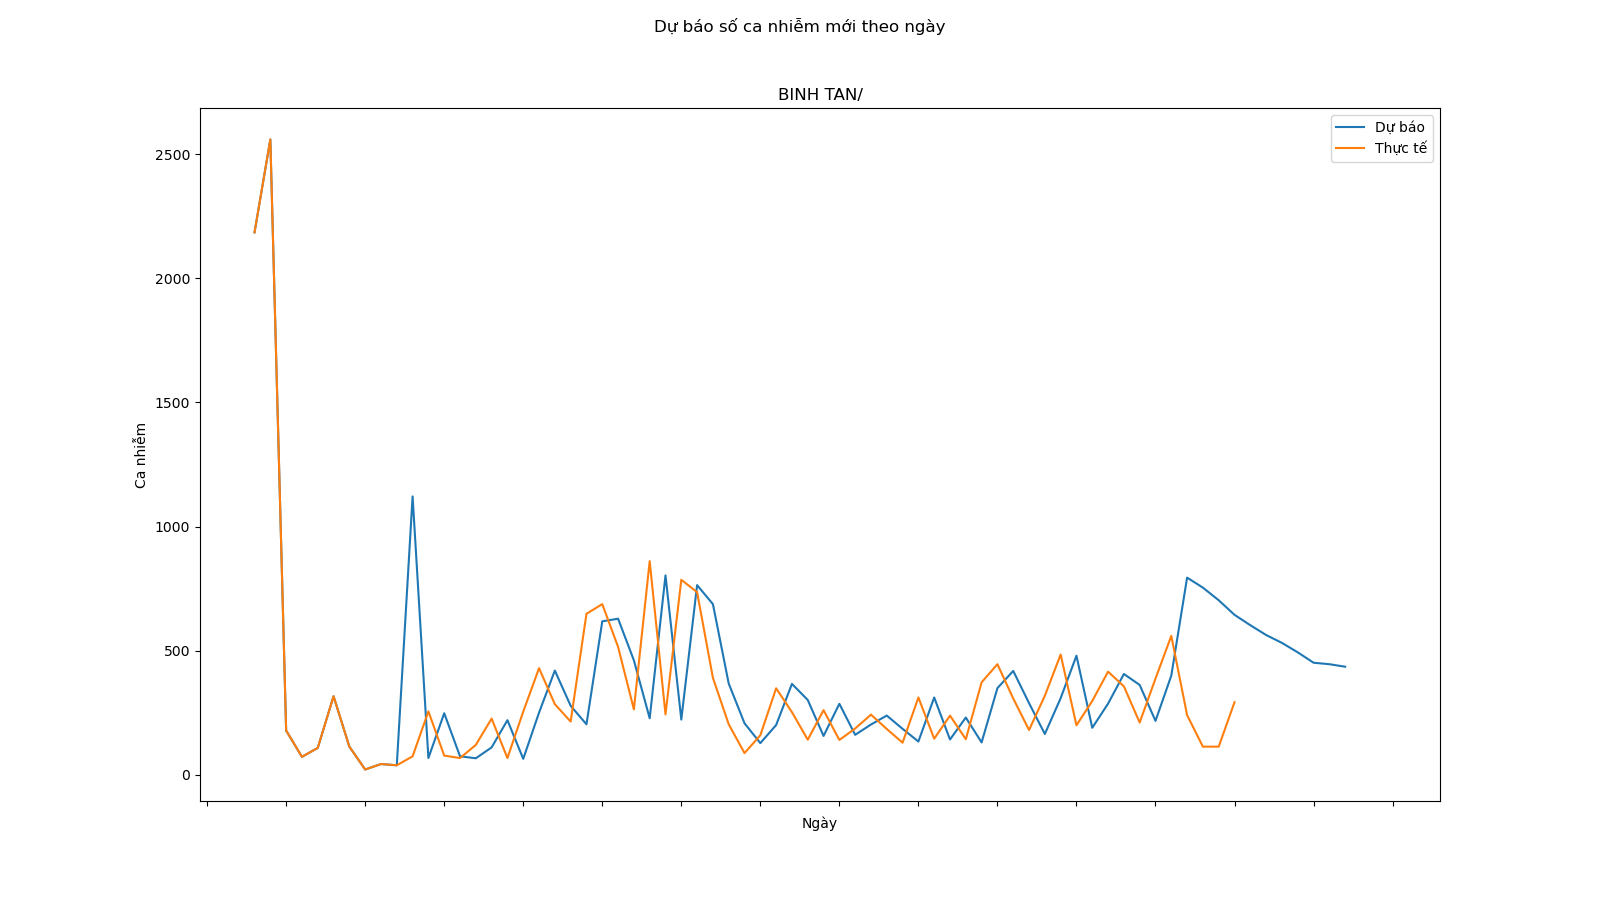 Dự báo số ca nhiễm mới theo ngày
BINH TAN/
Dự báo
Thực tế
2500
2000
1500
1000
500
0
Ca nhiễm
Ngày